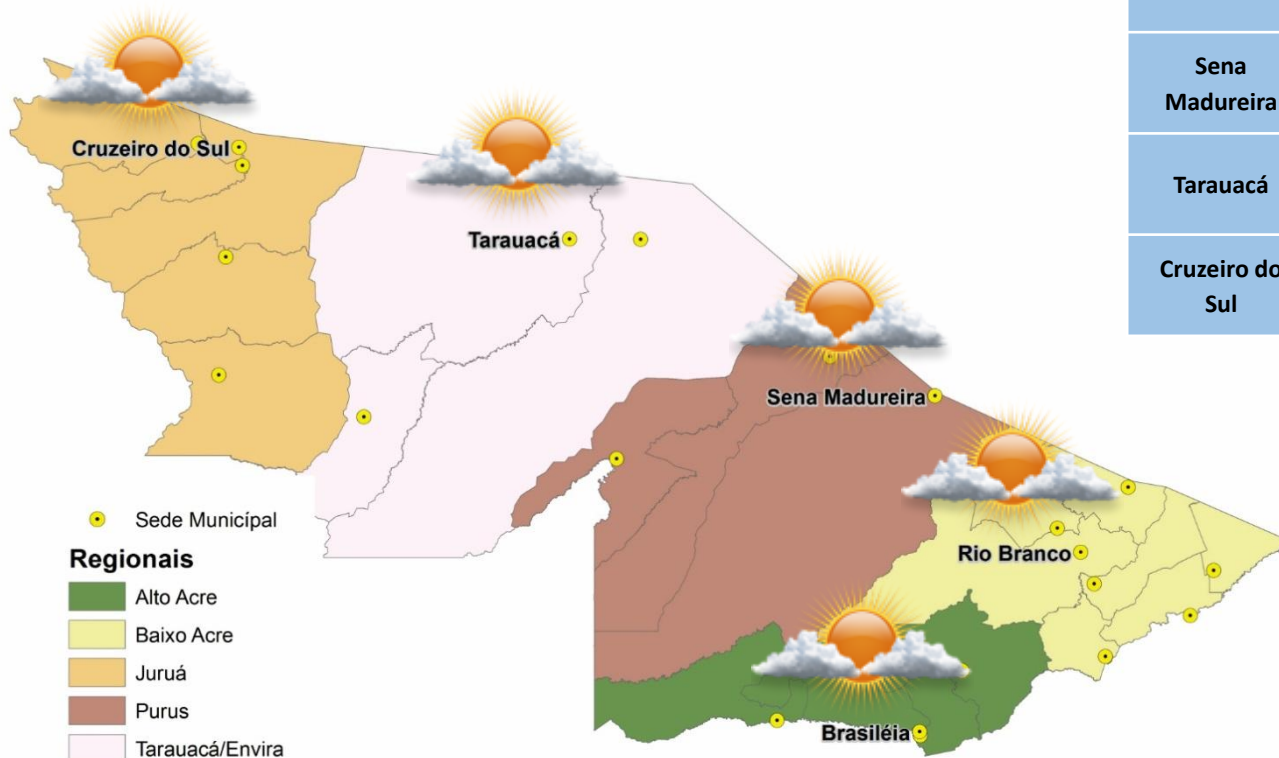 Cruzeiro do Sul
Tarauacá
Sena Madureira
Rio Branco
Brasiléia
Sede Municípal
Regionais
Alto Acre
Baixo Acre
Juruá
Purus
Tarauacá/Envira
Sena
Madureira
Tarauacá
Cruzeiro do
Sul